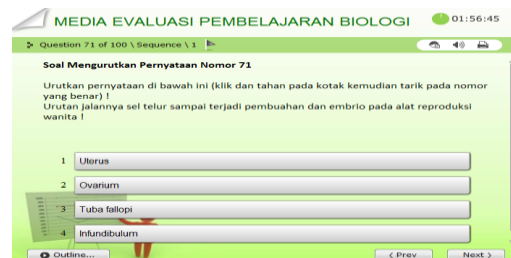 MEDIA EVALUASI PEMBELAJARAN BIOLOGI
01:56:45
Question 71 of 100 \ Sequence \ 1
Soal Mengurutkan Pernyataan Nomor 71
Urutkan pernyataan di bawah ini (klik dan tahan pada kotak kemudian tarik pada nomor
yang benar) !
Urutan jalannya sel telur sampai terjadi pembuahan dan embrio pada alat reproduksi
wanita !
1 Uterus
2 Ovarium
3 Tuba fallopi
4 Infundibulum
Outline...
< Prev
Next >